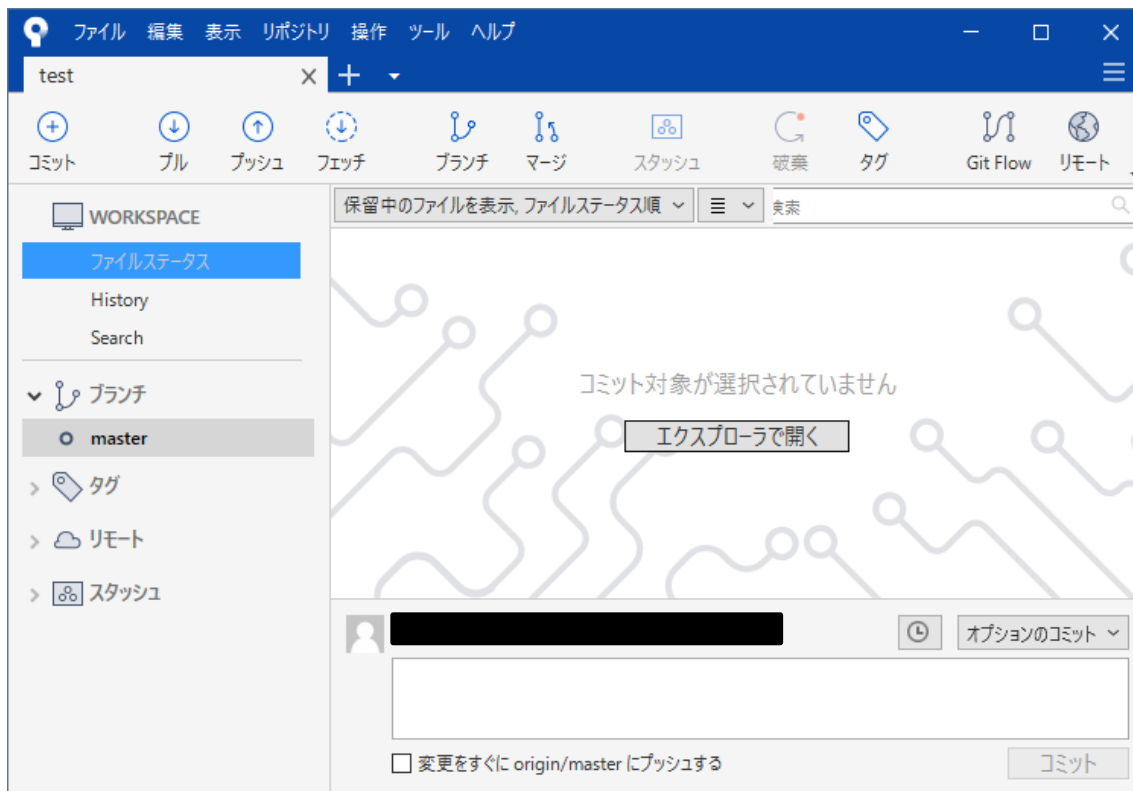 ファイル 編集 表示 リポジトリ 操作 ツール ヘルプ
test
コミット プル プッシュ フェッチ ブランチ マージ スタッシュ 破棄 タグ Git Flow リモート
WORKSPACE
ファイルステータス
History
Search
ブランチ
master
タグ
リモート
スタッシュ
保留中のファイルを表示, ファイルステータス順
検索
コミット対象が選択されていません
エクスプローラで開く
オプションのコミット
変更をすぐに origin/master にプッシュする
コミット